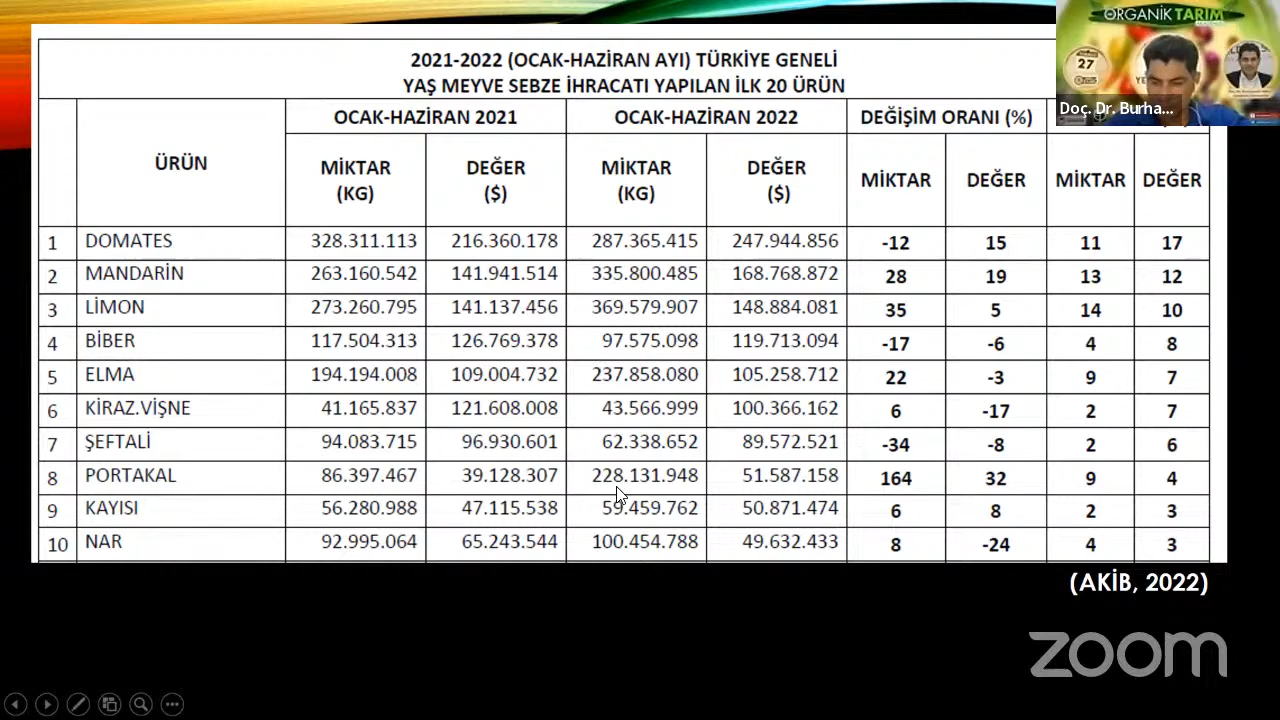 2021-2022 (OCAK-HAZİRAN AYI) TÜRKİYE GENELİ
YAŞ MEYVE SEBZE İHRACATI YAPILAN İLK 20 ÜRÜN
ÜRÜN
OCAK-HAZİRAN 2021
OCAK-HAZİRAN 2022
DEĞİŞİM ORANI (%)
MİKTAR (KG)
DEĞER ($)
MİKTAR (KG)
DEĞER ($)
MİKTAR
DEĞER
MİKTAR
DEĞER
1 DOMATES 328.311.113 216.360.178 287.365.415 247.944.856 -12 15 11 17
2 MANDARİN 263.160.542 141.941.514 335.800.485 168.768.872 28 19 13 12
3 LİMON 273.260.795 141.137.456 369.579.907 148.884.081 35 5 14 10
4 BİBER 117.504.313 126.769.378 97.575.098 119.713.094 -17 -6 4 8
5 ELMA 194.194.008 109.004.732 237.858.080 105.258.712 22 -3 9 7
6 KİRAZ.VİŞNE 41.165.837 121.608.008 43.566.999 100.366.162 6 -17 2 7
7 ŞEFTALİ 94.083.715 96.930.601 62.338.652 89.572.521 -34 -8 2 6
8 PORTAKAL 86.397.467 39.128.307 228.131.948 51.587.158 164 32 9 4
9 KAYISI 56.280.988 47.115.538 59.459.762 50.871.474 6 8 2 3
10 NAR 92.995.064 65.243.544 100.454.788 49.632.433 8 -24 4 3
(AKİB, 2022)
zoom
ORGANİK TARIM
27
Doç. Dr. Burha...